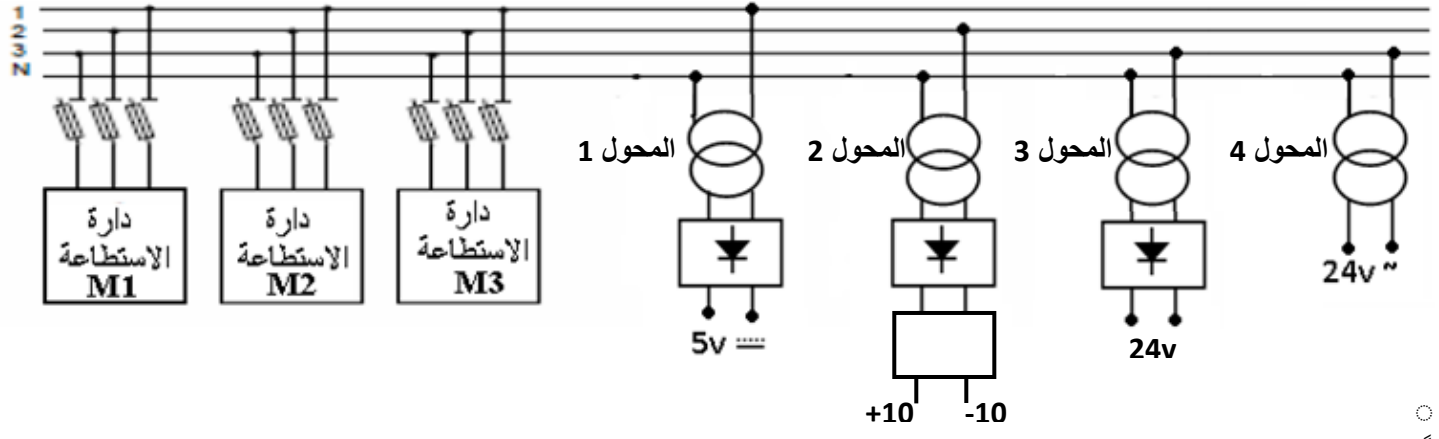 1
2
3
N
دارة
الاستطاعة
M1
دارة
الاستطاعة
M2
دارة
الاستطاعة
M3
المحول 1
5v
المحول 2
+10 -10
المحول 3
24v
المحول 4
24v ~